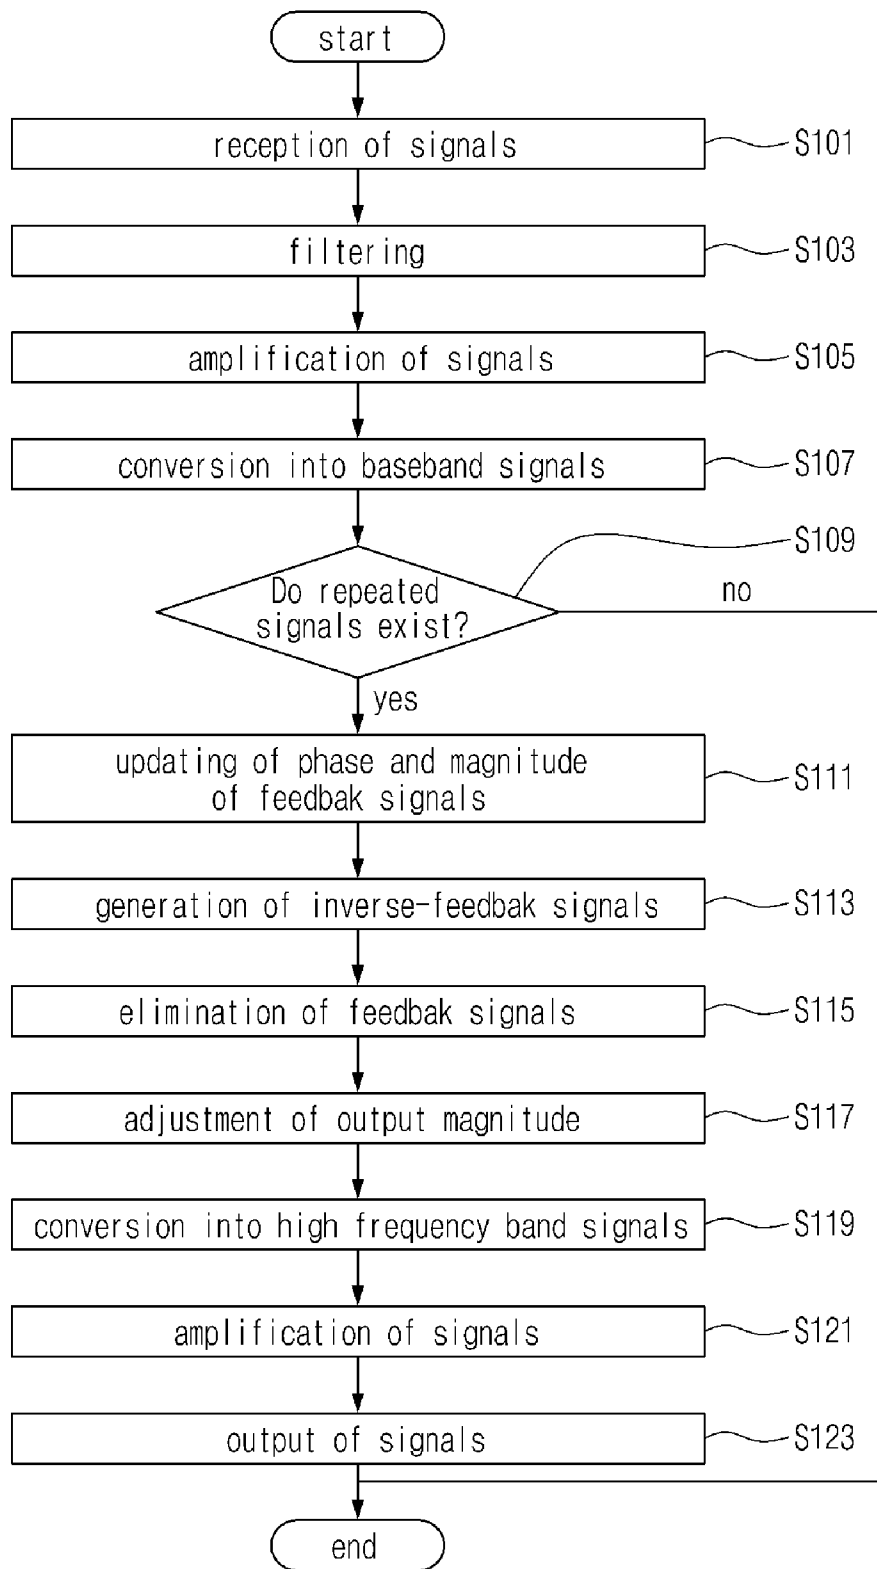 start
reception of signals
S101
filtering
S103
amplification of signals
S105
conversion into baseband signals
S107
S109
Do repeated
signals exist?
no
yes
updating of phase and magnitude
of feedbak signals
S111
generation of inverse-feedbak signals
S113
elimination of feedbak signals
S115
adjustment of output magnitude
S117
conversion into high frequency band signals
S119
amplification of signals
S121
output of signals
S123
end